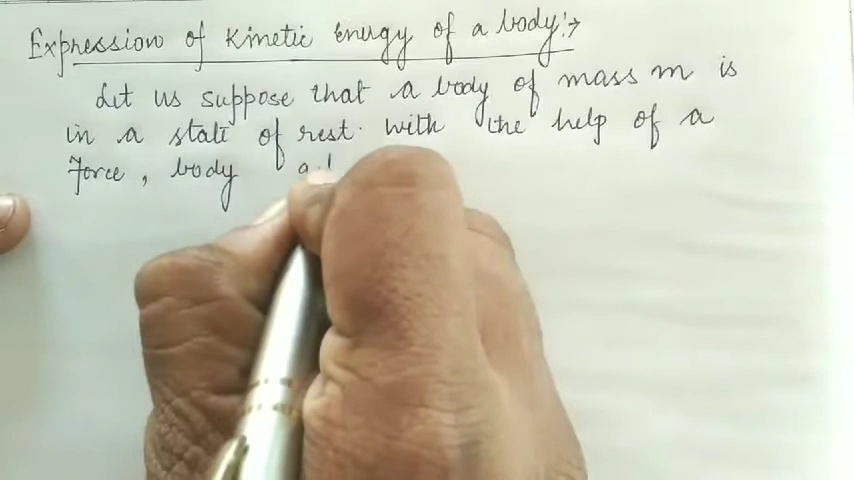 Expression of Kinetic Energy of a body:→
Let us suppose that a body of mass m is
in a state of rest. With the help of a
Force, body